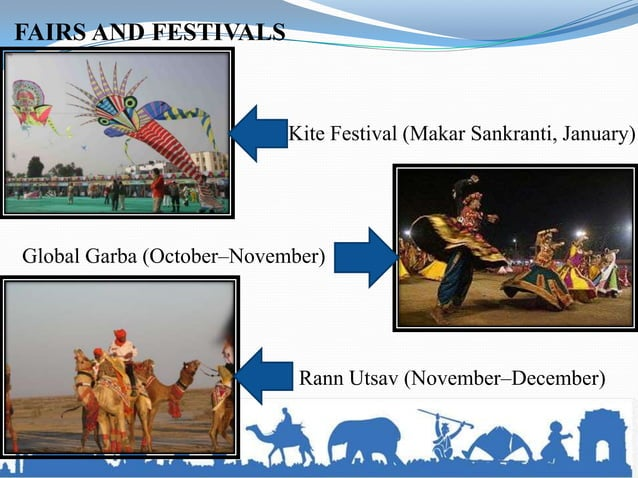 FAIRS AND FESTIVALS
Kite Festival (Makar Sankranti, January)
Global Garba (October–November)
Rann Utsav (November–December)